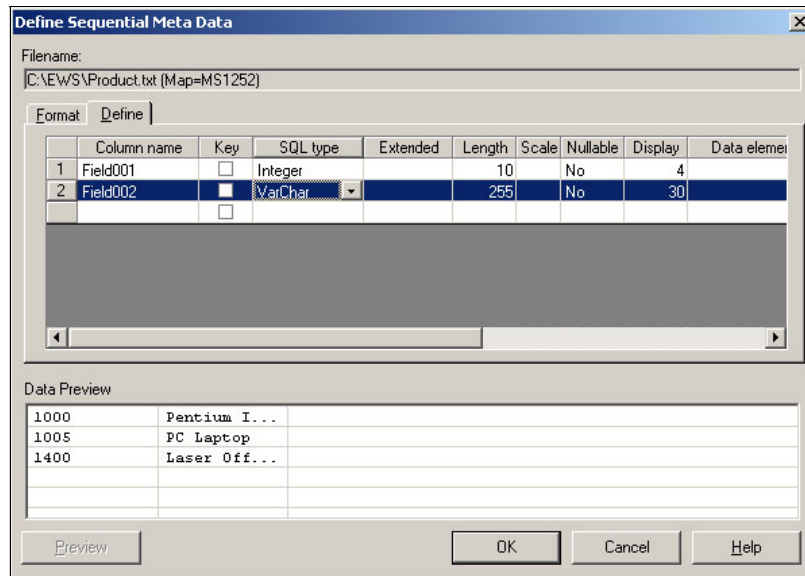 Define Sequential Meta Data
Filename:
C:\EWS\Product.txt (Map=MS1252)
Format Define
Column name Key SQL type Extended Length Scale Nullable Display Data elemen
1 Field001 Integer 10 No 4
2 Field002 VarChar 255 No 30
Data Preview
1000 Pentium I...
1005 PC Laptop
1400 Laser Off...
Preview OK Cancel Help